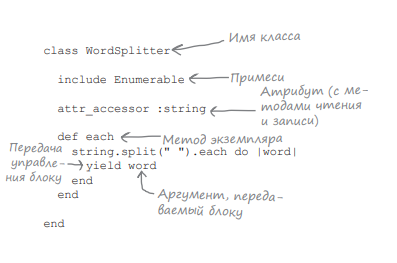 class WordSplitter
Имя класса
include Enumerable
Примеси
attr_accessor :string
Атрибут (с ме-
тодами чтения
и записи)
def each
Метод экземпляра
Передача
управле-
ния блоку
string.split(" ").each do |word|
yield word
end
Аргумент, переда-
ваемый блоку
end
end